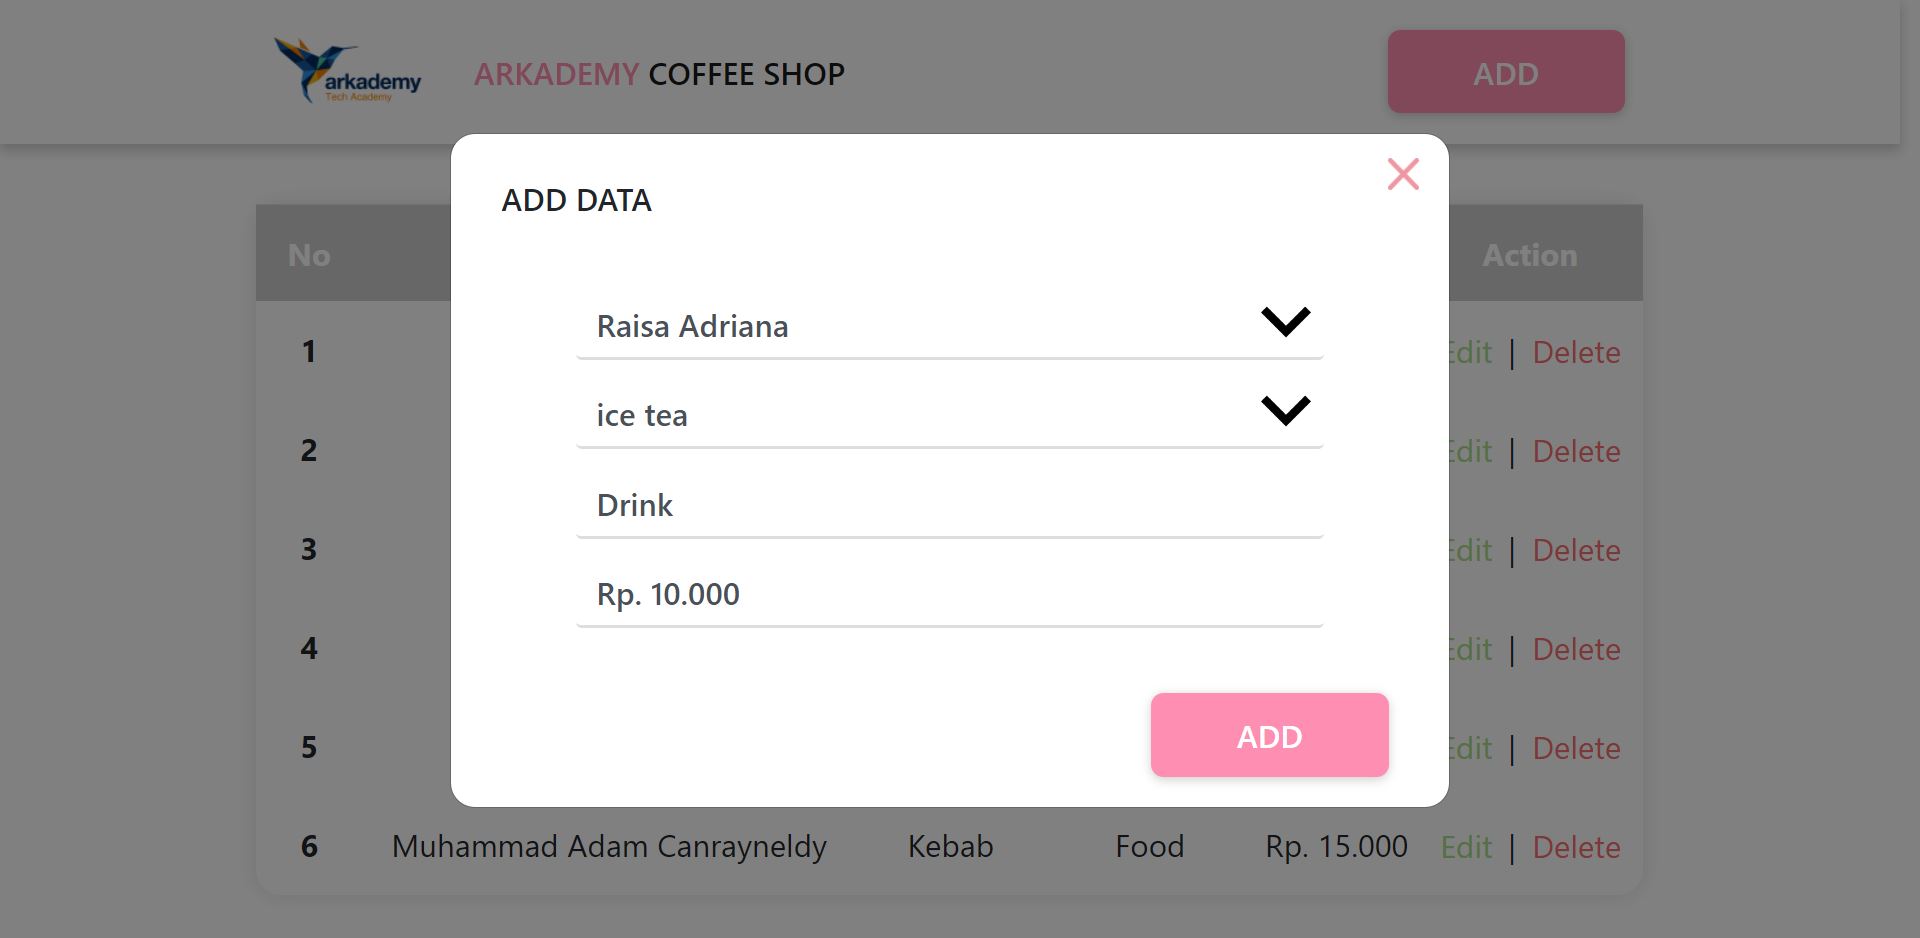 arkademy
Tech Academy
ARKADEMY COFFEE SHOP
ADD
ADD DATA
No
Action
Raisa Adriana
1
Edit | Delete
ice tea
2
Edit | Delete
Drink
3
Edit | Delete
Rp. 10.000
4
Edit | Delete
ADD
5
Edit | Delete
6 Muhammad Adam Canrayneldy Kebab Food Rp. 15.000 Edit | Delete